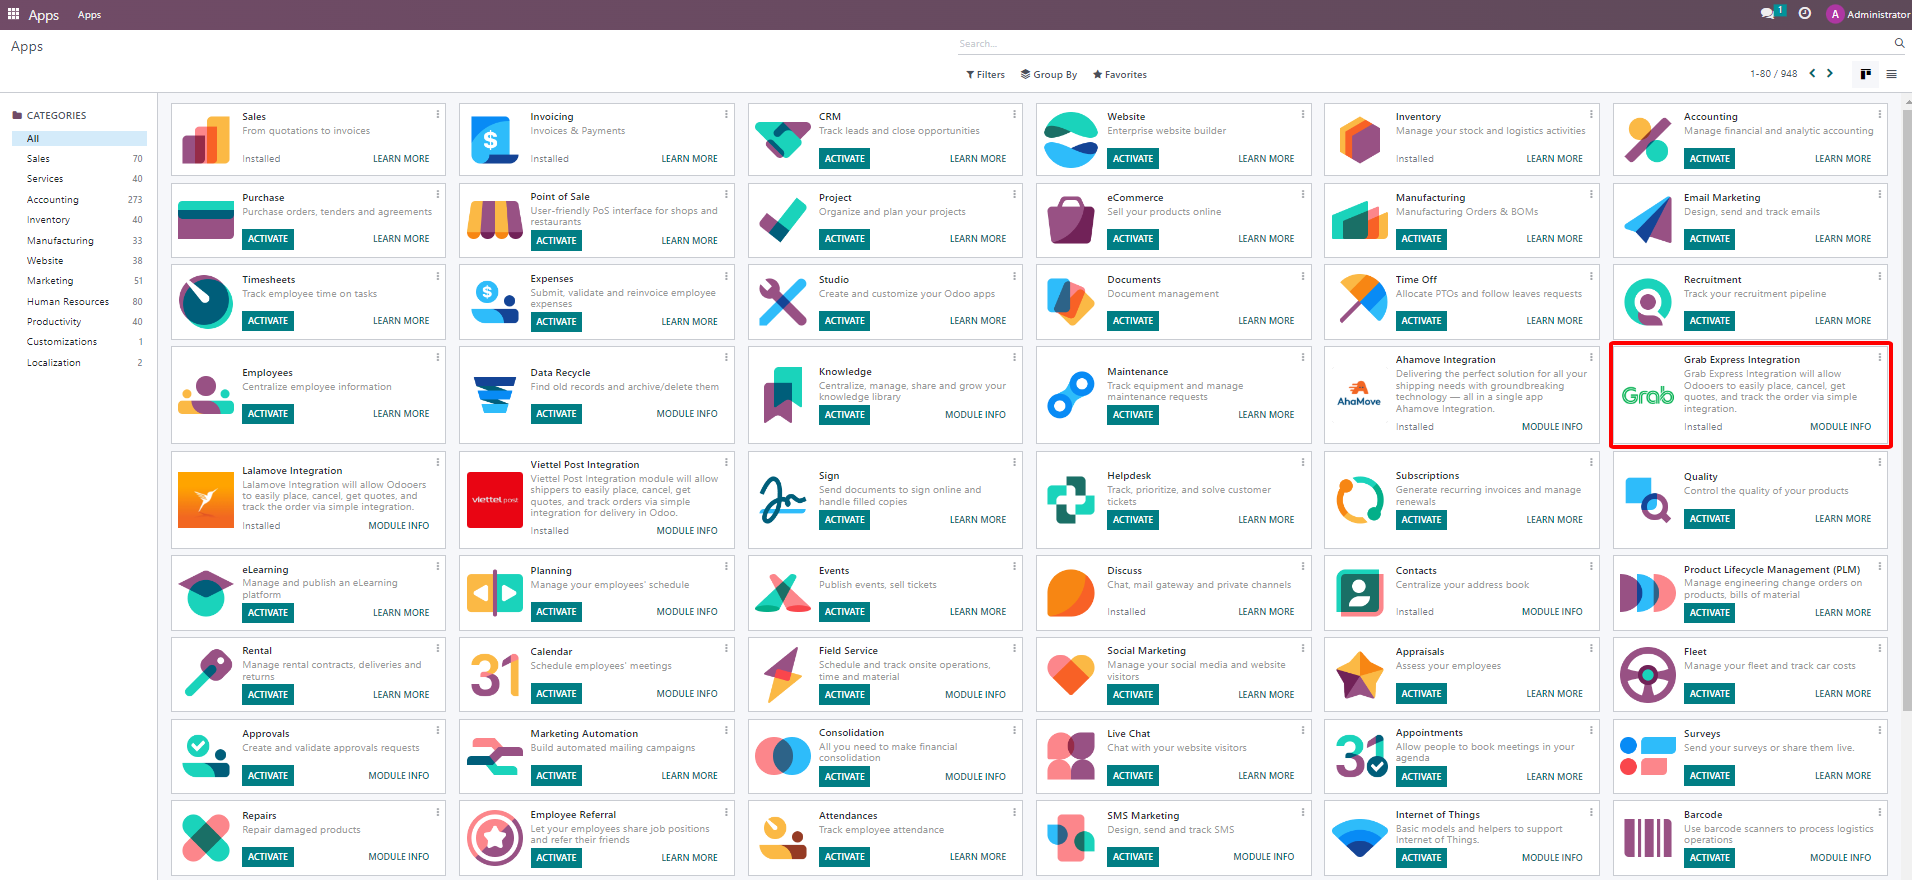 Apps
Apps
1
A
Administrator
Apps
Search...
Filters
Group By
Favorites
1-80 / 948
CATEGORIES
All
Sales 70
Services 40
Accounting 273
Inventory 40
Manufacturing 33
Website 38
Marketing 51
Human Resources 80
Productivity 40
Customizations 1
Localization 2
Sales
From quotations to invoices
Installed
LEARN MORE
$
Invoicing
Invoices & Payments
Installed
LEARN MORE
CRM
Track leads and close opportunities
ACTIVATE
LEARN MORE
Website
Enterprise website builder
ACTIVATE
LEARN MORE
Inventory
Manage your stock and logistics activities
Installed
LEARN MORE
Accounting
Manage financial and analytic accounting
ACTIVATE
LEARN MORE
Purchase
Purchase orders, tenders and agreements
ACTIVATE
LEARN MORE
Point of Sale
User-friendly PoS interface for shops and
restaurants
ACTIVATE
LEARN MORE
Project
Organize and plan your projects
ACTIVATE
LEARN MORE
eCommerce
Sell your products online
ACTIVATE
LEARN MORE
Manufacturing
Manufacturing Orders & BOMs
ACTIVATE
LEARN MORE
Email Marketing
Design, send and track emails
ACTIVATE
LEARN MORE
Timesheets
Track employee time on tasks
ACTIVATE
LEARN MORE
$
Expenses
Submit, validate and reinvoice employee
expenses
ACTIVATE
LEARN MORE
Studio
Create and customize your Odoo apps
ACTIVATE
LEARN MORE
Documents
Document management
ACTIVATE
LEARN MORE
Time Off
Allocate PTOs and follow leaves requests
ACTIVATE
LEARN MORE
Recruitment
Track your recruitment pipeline
ACTIVATE
LEARN MORE
Employees
Centralize employee information
ACTIVATE
LEARN MORE
Data Recycle
Find old records and archive/delete them
ACTIVATE
MODULE INFO
Knowledge
Centralize, manage, share and grow your
knowledge library
ACTIVATE
MODULE INFO
Maintenance
Track equipment and manage
maintenance requests
ACTIVATE
LEARN MORE
AhaMove
Ahamove Integration
Delivering the perfect solution for all your
shipping needs with groundbreaking
technology — all in a single app
Ahamove Integration.
Installed
MODULE INFO
Grab
Grab Express Integration
Grab Express Integration will allow
Odooers to easily place, cancel, get
quotes, and track the order via simple
integration.
Installed
MODULE INFO
Lalamove Integration
Lalamove Integration will allow Odooers
to easily place, cancel, get quotes, and
track the order via simple integration.
Installed
MODULE INFO
viettel post
Viettel Post Integration
Viettel Post Integration module will allow
shippers to easily place, cancel, get
quotes, and track orders via simple
integration for delivery in Odoo.
Installed
MODULE INFO
Sign
Send documents to sign online and
handle filled copies
ACTIVATE
LEARN MORE
Helpdesk
Track, prioritize, and solve customer
tickets
ACTIVATE
LEARN MORE
Subscriptions
Generate recurring invoices and manage
renewals
ACTIVATE
LEARN MORE
Quality
Control the quality of your products
ACTIVATE
LEARN MORE
eLearning
Manage and publish an eLearning
platform
ACTIVATE
LEARN MORE
Planning
Manage your employees' schedule
ACTIVATE
MODULE INFO
Events
Publish events, sell tickets
ACTIVATE
LEARN MORE
Discuss
Chat, mail gateway and private channels
Installed
LEARN MORE
Contacts
Centralize your address book
Installed
MODULE INFO
Product Lifecycle Management (PLM)
Manage engineering change orders on
products, bills of material
ACTIVATE
LEARN MORE
Rental
Manage rental contracts, deliveries and
returns
ACTIVATE
LEARN MORE
31
Calendar
Schedule employees' meetings
ACTIVATE
MODULE INFO
Field Service
Schedule and track onsite operations,
time and material
ACTIVATE
MODULE INFO
Social Marketing
Manage your social media and website
visitors
ACTIVATE
LEARN MORE
Appraisals
Assess your employees
ACTIVATE
LEARN MORE
Fleet
Manage your fleet and track car costs
ACTIVATE
LEARN MORE
Approvals
Create and validate approvals requests
ACTIVATE
MODULE INFO
Marketing Automation
Build automated mailing campaigns
ACTIVATE
LEARN MORE
Consolidation
All you need to make financial
consolidation
ACTIVATE
MODULE INFO
Live Chat
Chat with your website visitors
ACTIVATE
LEARN MORE
31
Appointments
Allow people to book meetings in your
agenda
ACTIVATE
MODULE INFO
Surveys
Send your surveys or share them live.
ACTIVATE
LEARN MORE
Repairs
Repair damaged products
ACTIVATE
MODULE INFO
Employee Referral
Let your employees share job positions
and refer their friends
ACTIVATE
LEARN MORE
Attendances
Track employee attendance
ACTIVATE
LEARN MORE
SMS Marketing
Design, send and track SMS
ACTIVATE
MODULE INFO
Internet of Things
Basic models and helpers to support
Internet of Things.
ACTIVATE
MODULE INFO
Barcode
Use barcode scanners to process logistics
operations
ACTIVATE
MODULE INFO